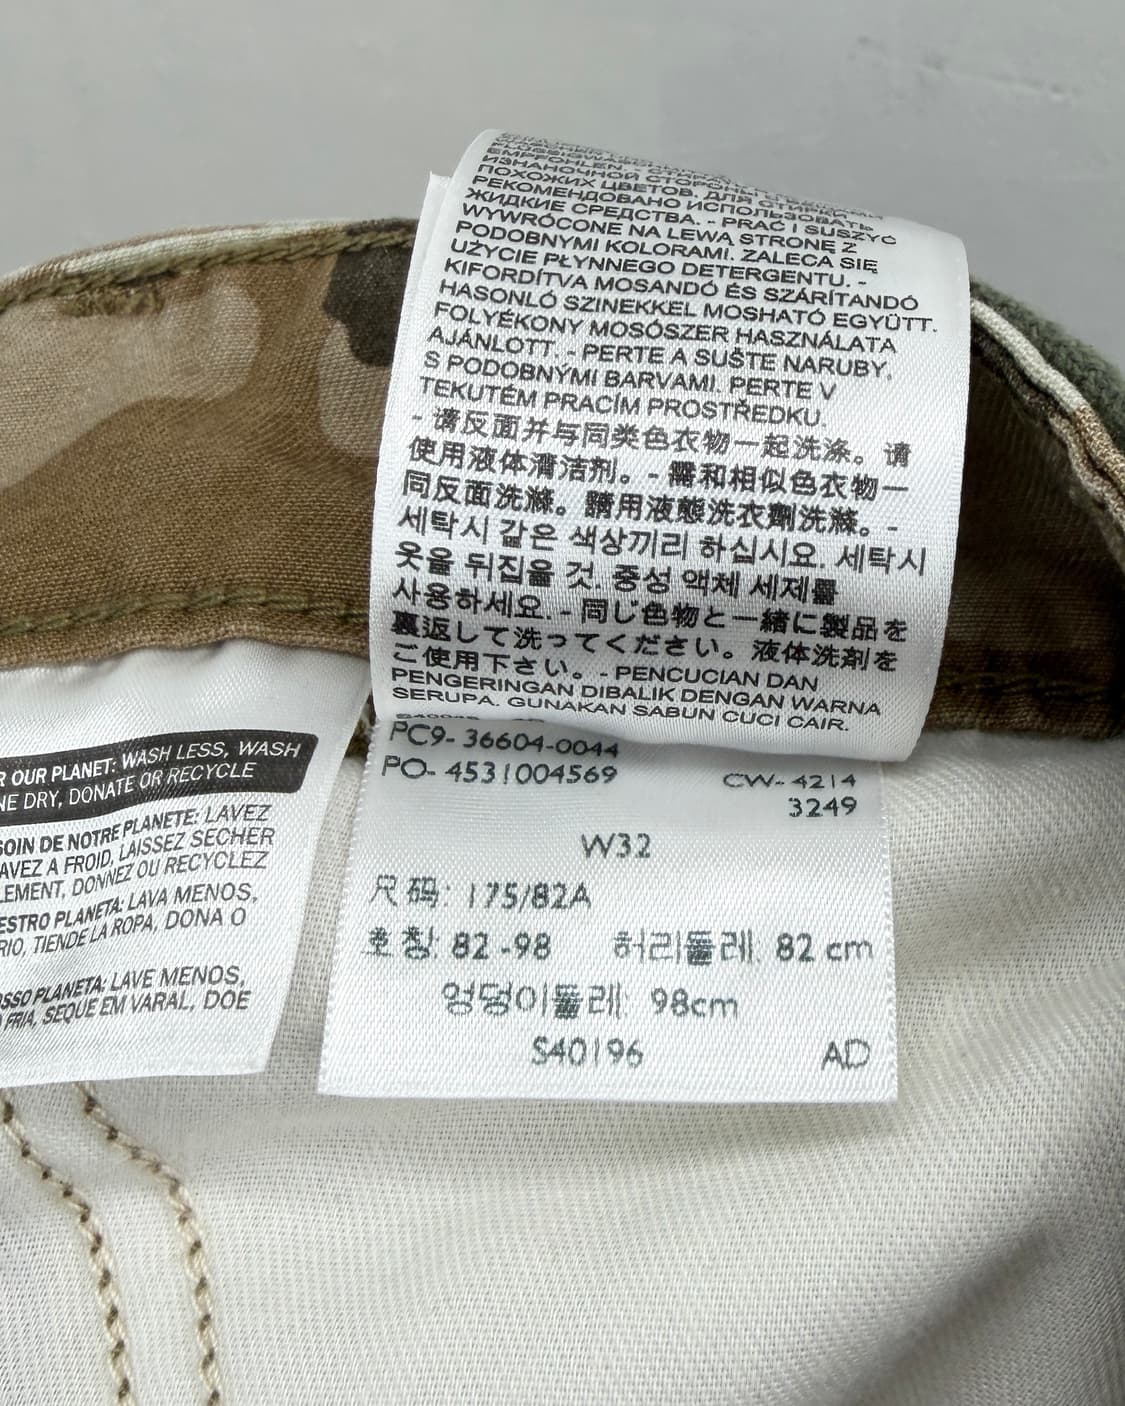 EMPFOHLEN.
ИЗНАНОЧНОЙ СТОРОНЫ
ПОХОЖИХ ЦВЕТОВ. ДЛЯ СТИРКИ
РЕКОМЕНДОВАНО ИСПОЛЬЗОВАТЬ
ЖИДКИЕ СРЕДСТВА. - PRAĆ I SUSZYĆ
WYWRÓCONE NA LEWĄ STRONĘ Z
PODOBNYMI KOLORAMI. ZALECA SIĘ
UŻYCIE PŁYNNEGO DETERGENTU. -
KIFORDÍTVA MOSANDÓ ÉS SZÁRÍTANDÓ
HASONLÓ SZINEKKEL MOSHATÓ EGYÜTT.
FOLYÉKONY MOSÓSZER HASZNÁLATA
AJÁNLOTT. - PERTE A SUŠTE NARUBY,
S PODOBNÝMI BARVAMI. PERTE V
TEKUTÉM PRACÍM PROSTŘEDKU.
- 请反面并与同类色衣物一起洗涤。请
使用液体清洁剂。- 需和相似色衣物一
同反面洗滌。請用液態洗衣劑洗滌。-
세탁시 같은 색상끼리 하십시요. 세탁시
옷을 뒤집을 것. 중성 액체 세제를
사용하세요. - 同じ色物と一緒に製品を
裏返して洗ってください。液体洗剤を
ご使用下さい。- PENCUCIAN DAN
PENGERINGAN DIBALIK DENGAN WARNA
SERUPA. GUNAKAN SABUN CUCI CAIR.
PC9- 36604-0044
PO- 4531004569
CW- 4214
3249
W32
尺码: 175/82A
호칭: 82 -98 허리둘레: 82 cm
엉덩이둘레: 98cm
S40196 AD
OUR PLANET: WASH LESS, WASH
DRY, DONATE OR RECYCLE
SOIN DE NOTRE PLANETE: LAVEZ
LAVEZ A FROID, LAISSEZ SECHER
DONNEZ OU RECYCLEZ
PLANETA: LAVA MENOS,
TIENDE LA ROPA, DONA O
PLANETA: LAVE MENOS,
FRIA, SEQUE EM VARAL, DOE